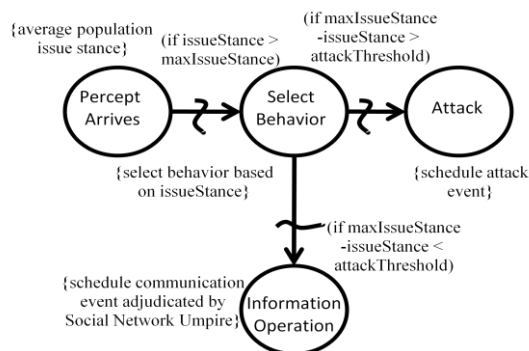 {average population
issue stance}
(if issueStance >
maxIssueStance)
(if maxIssueStance
-issueStance >
attackThreshold)
Percept
Arrives
Select
Behavior
Attack
{select behavior based
on issueStance}
{schedule attack
event}
(if maxIssueStance
-issueStance <
attackThreshold)
{schedule communication
event adjudicated by
Social Network Umpire}
Information
Operation